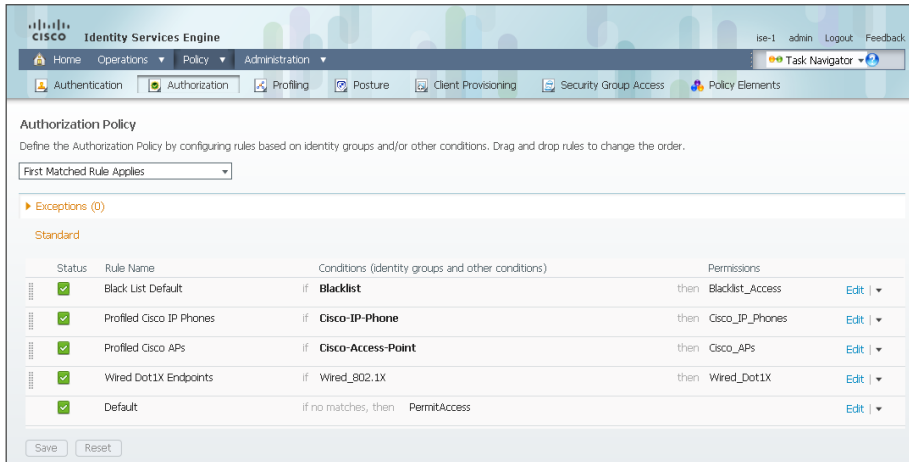 CISCO Identity Services Engine
ise-1 admin Logout Feedback
Home Operations Policy Administration
Task Navigator
Authentication Authorization Profiling Posture Client Provisioning Security Group Access Policy Elements
Authorization Policy
Define the Authorization Policy by configuring rules based on identity groups and/or other conditions. Drag and drop rules to change the order.
First Matched Rule Applies
Exceptions (0)
Standard
Status Rule Name Conditions (identity groups and other conditions) Permissions
Black List Default if Blacklist then Blacklist_Access Edit |
Profiled Cisco IP Phones if Cisco-IP-Phone then Cisco_IP_Phones Edit |
Profiled Cisco APs if Cisco-Access-Point then Cisco_APs Edit |
Wired Dot1X Endpoints if Wired_802.1X then Wired_Dot1X Edit |
Default if no matches, then PermitAccess Edit |
Save Reset